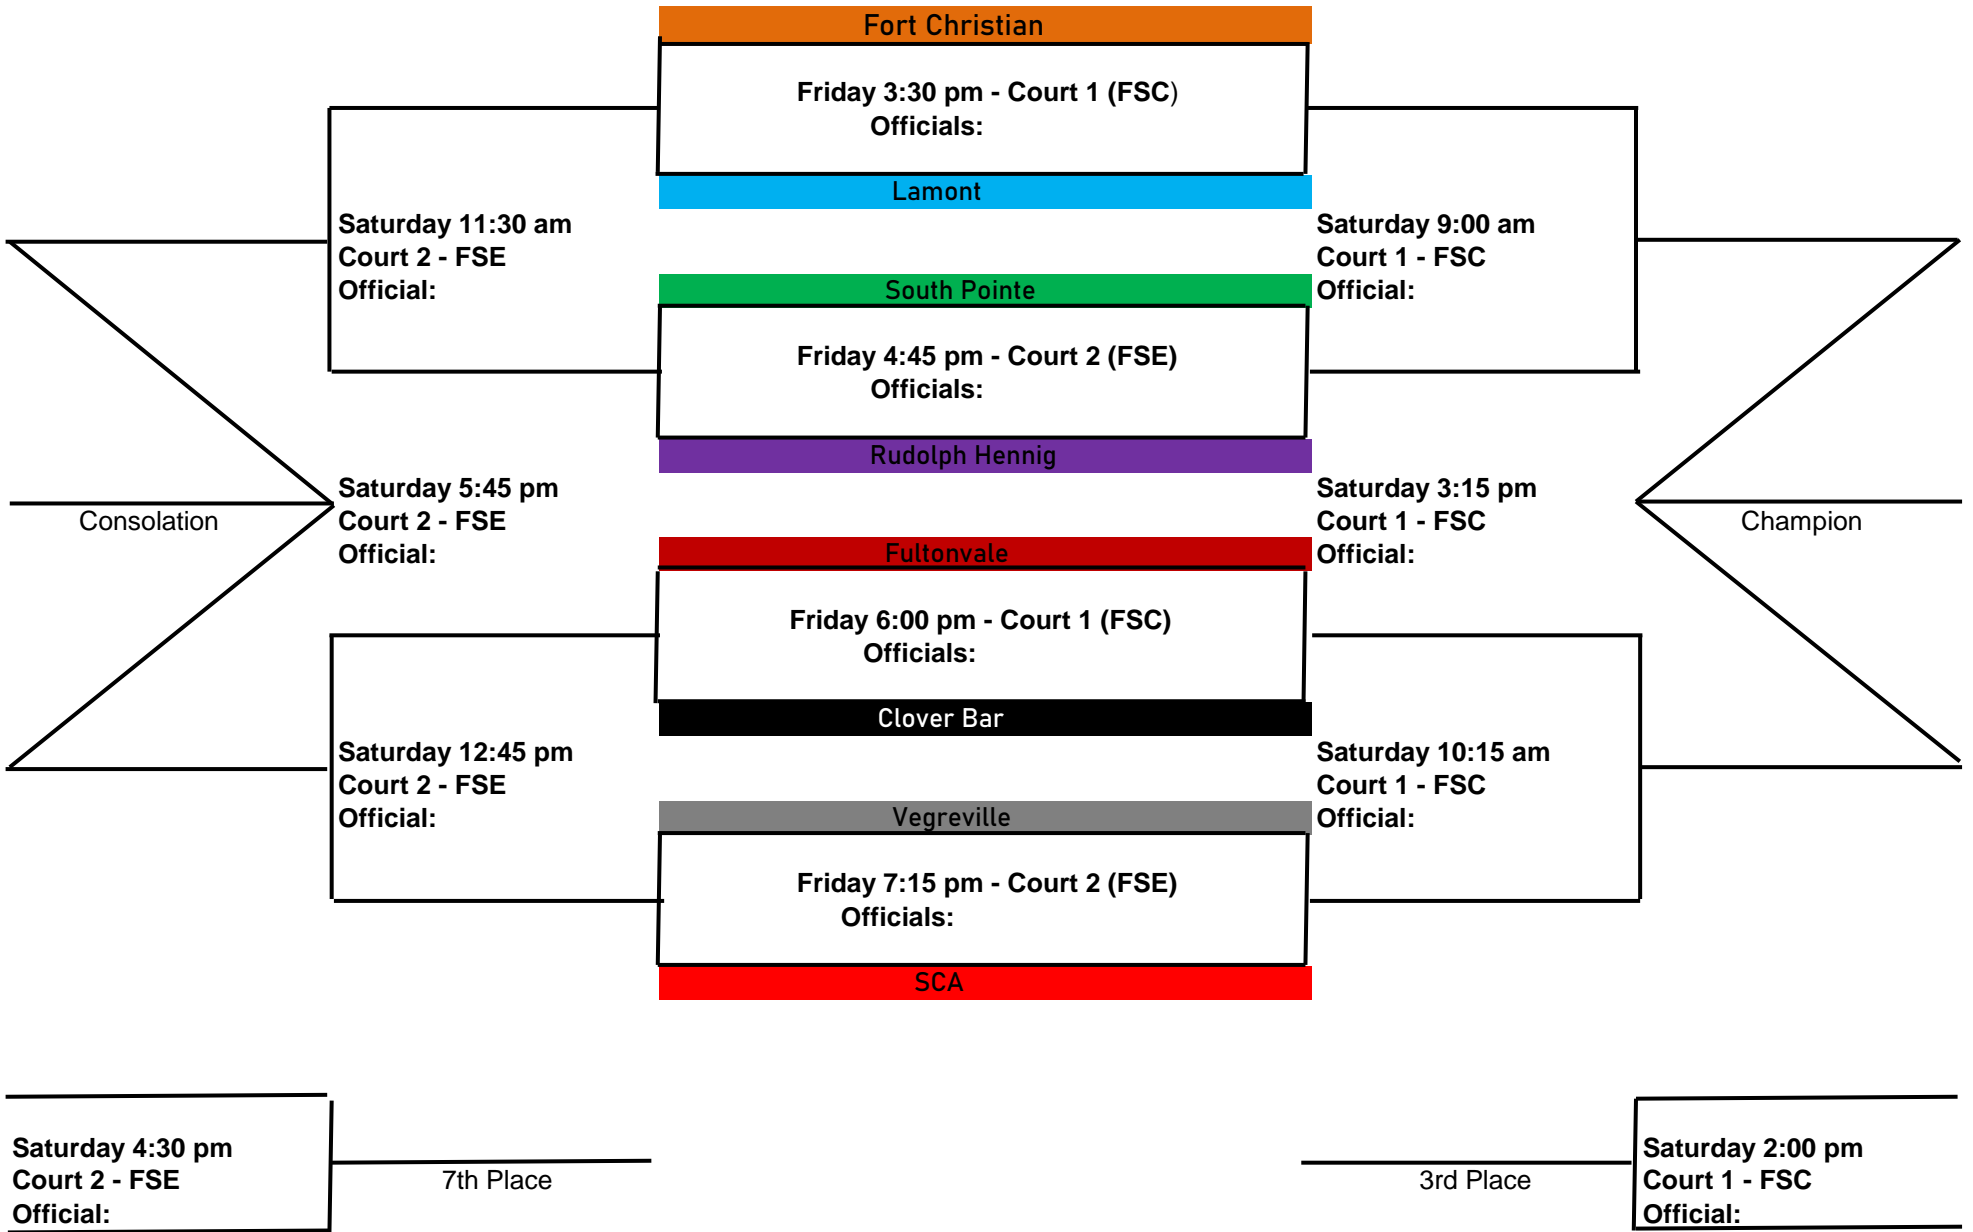 Fort Christian
Friday 3:30 pm - Court 1 (FSC)
Officials:
Lamont
Saturday 11:30 am
Court 2 - FSE
Official:
Saturday 9:00 am
Court 1 - FSC
Official:
South Pointe
Friday 4:45 pm - Court 2 (FSE)
Officials:
Rudolph Hennig
Consolation
Saturday 5:45 pm
Court 2 - FSE
Official:
Saturday 3:15 pm
Court 1 - FSC
Official:
Champion
Fultonvale
Friday 6:00 pm - Court 1 (FSC)
Officials:
Clover Bar
Saturday 12:45 pm
Court 2 - FSE
Official:
Saturday 10:15 am
Court 1 - FSC
Official:
Vegreville
Friday 7:15 pm - Court 2 (FSE)
Officials:
SCA
Saturday 4:30 pm
Court 2 - FSE
Official:
7th Place
3rd Place
Saturday 2:00 pm
Court 1 - FSC
Official: